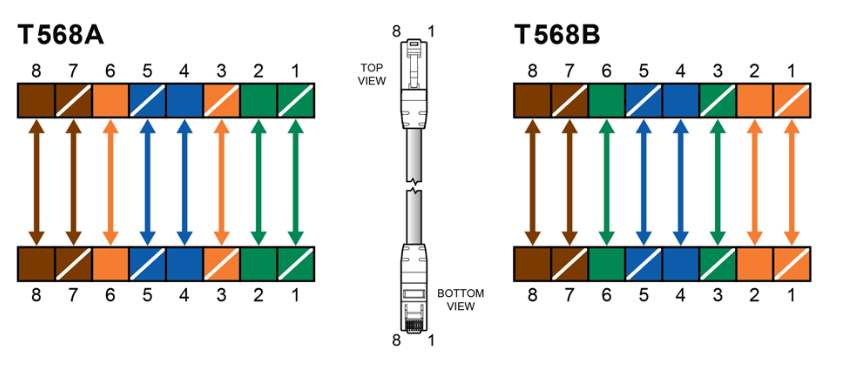 T568A
8 7 6 5 4 3 2 1
8 7 6 5 4 3 2 1
8 1
TOP
VIEW
BOTTOM
VIEW
8 1
T568B
8 7 6 5 4 3 2 1
8 7 6 5 4 3 2 1